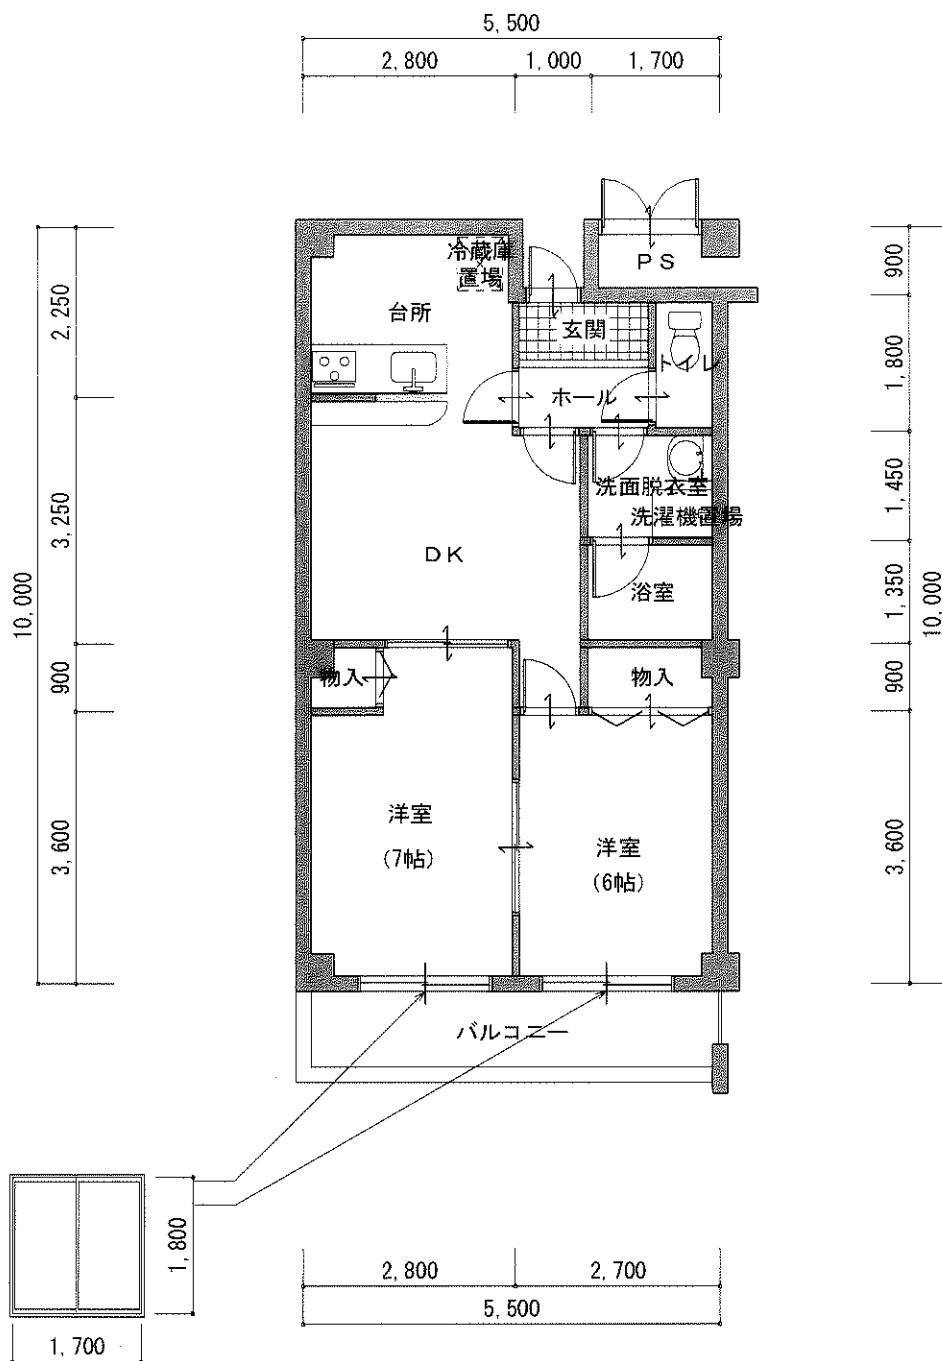 5,500
2,800
1,000
1,700
冷蔵庫
置場
PS
台所
玄関
トイレ
ホール
洗面脱衣室
洗濯機置場
DK
浴室
物入
物入
洋室
(7帖)
洋室
(6帖)
バルコニー
2,250
3,250
900
3,600
10,000
900
1,800
1,450
1,350
900
3,600
10,000
1,800
1,700
2,800
2,700
5,500